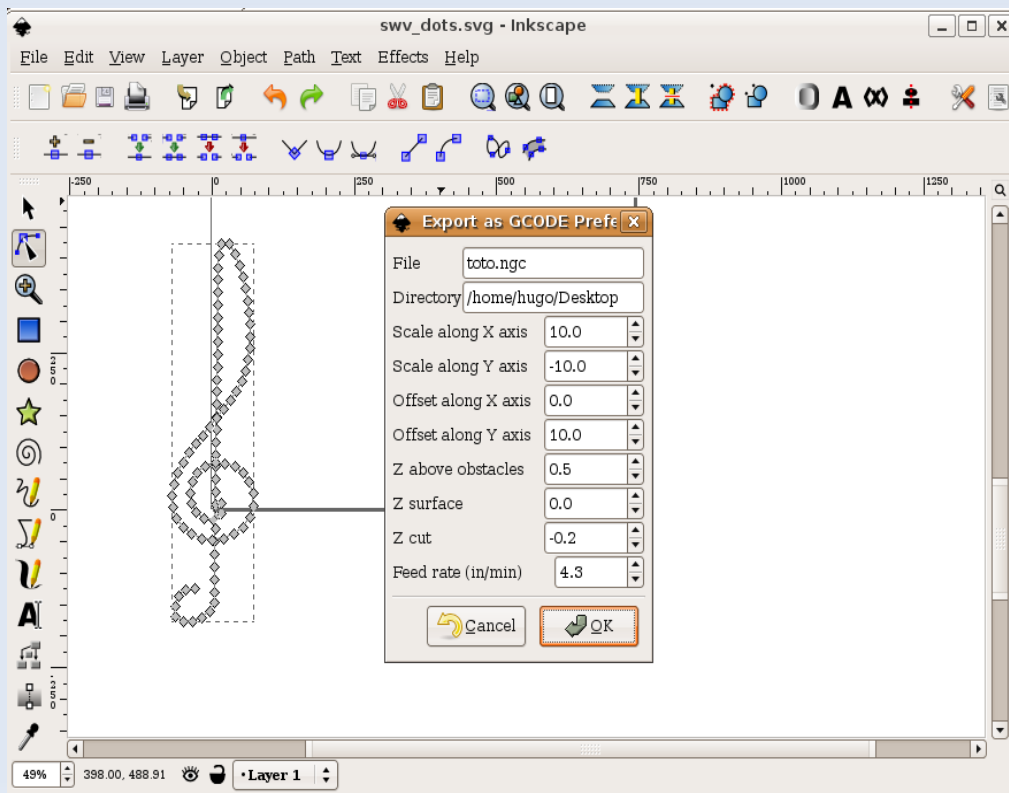 swv_dots.svg - Inkscape
File Edit View Layer Object Path Text Effects Help
-250 0 250 500 750 1000 1250
Export as GCODE Prefe
File toto.ngc
Directory /home/hugo/Desktop
Scale along X axis 10.0
Scale along Y axis -10.0
Offset along X axis 0.0
Offset along Y axis 10.0
Z above obstacles 0.5
Z surface 0.0
Z cut -0.2
Feed rate (in/min) 4.3
Cancel OK
250
0
-250
49% 398.00, 488.91 •Layer 1